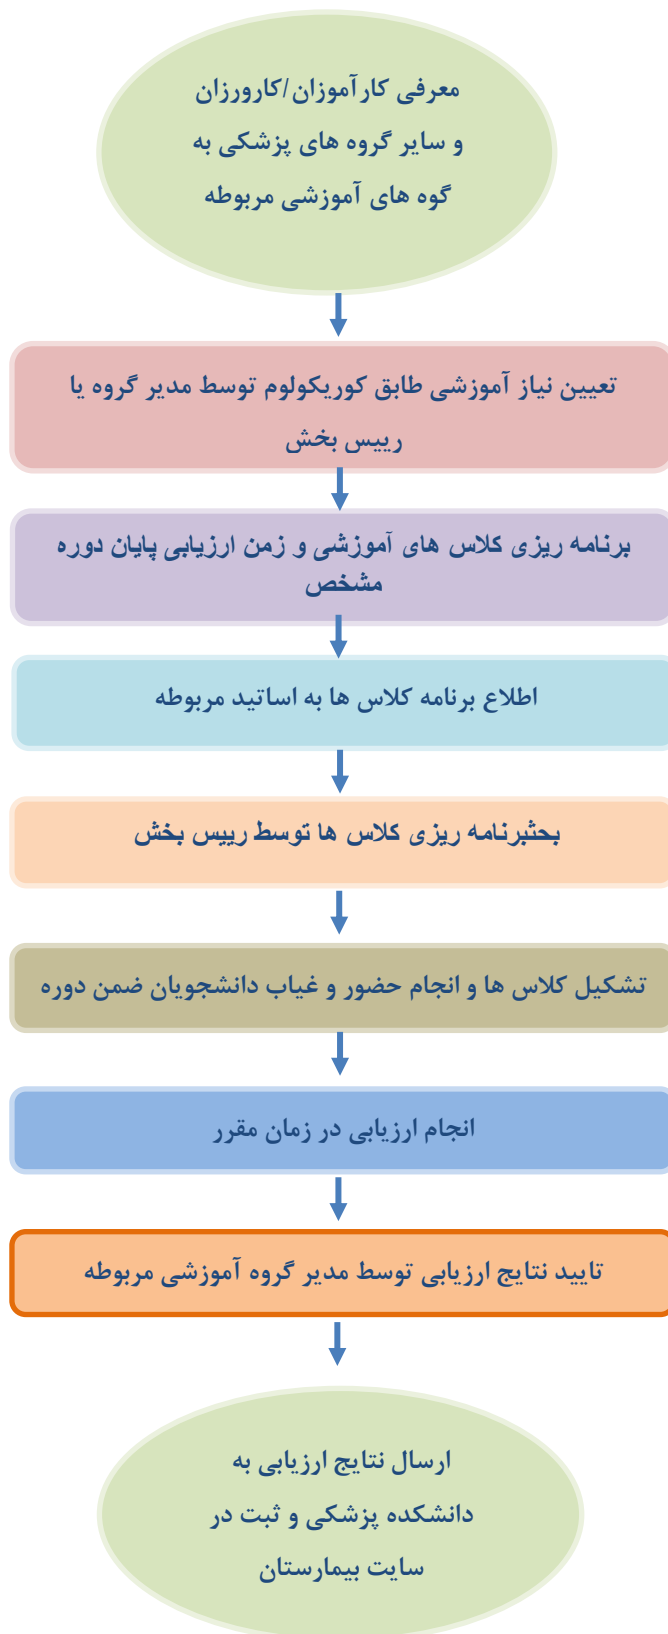 معرفی کارآموزان/کارورزان
و سایر گروه های پزشکی به
گوه های آموزشی مربوطه
تعیین نیاز آموزشی طابق کوریکولوم توسط مدیر گروه یا
رییس بخش
برنامه ریزی کلاس های آموزشی و زمن ارزیابی پایان دوره
مشخص
اطلاع برنامه کلاس ها به اساتید مربوطه
بحثبرنامه ریزی کلاس ها توسط رییس بخش
تشکیل کلاس ها و انجام حضور و غیاب دانشجویان ضمن دوره
انجام ارزیابی در زمان مقرر
تایید نتایج ارزیابی توسط مدیر گروه آموزشی مربوطه
ارسال نتایج ارزیابی به
دانشکده پزشکی و ثبت در
سایت بیمارستان